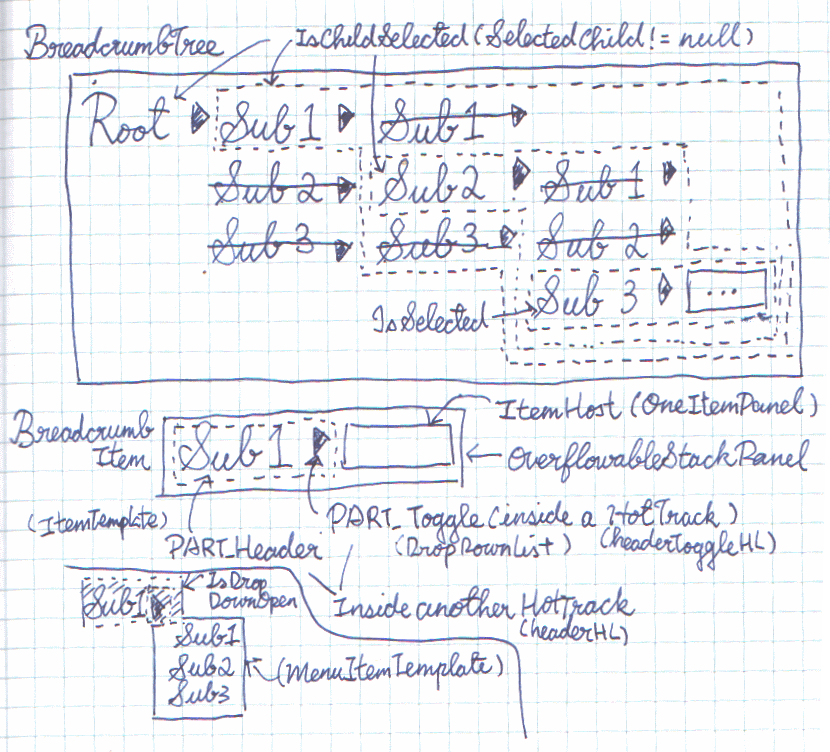 BreadcrumbTree
IsChildSelected (SelectedChild != null)
Root Sub 1 Sub 1
Sub 2 Sub 2 Sub 1
Sub 3 Sub 3 Sub 2
Sub 3 ...
IsSelected
ItemHost (OneItemPanel)
Breadcrumb
Item
Sub 1
OverflowableStackPanel
(ItemTemplate)
PART_Header
PART_Toggle (inside a HotTrack)
(DropDownList) (headerToggleHL)
IsDrop
DownOpen
Sub1
Inside another HotTrack
(headerHL)
Sub1
Sub2
Sub3
(MenuItemTemplate)